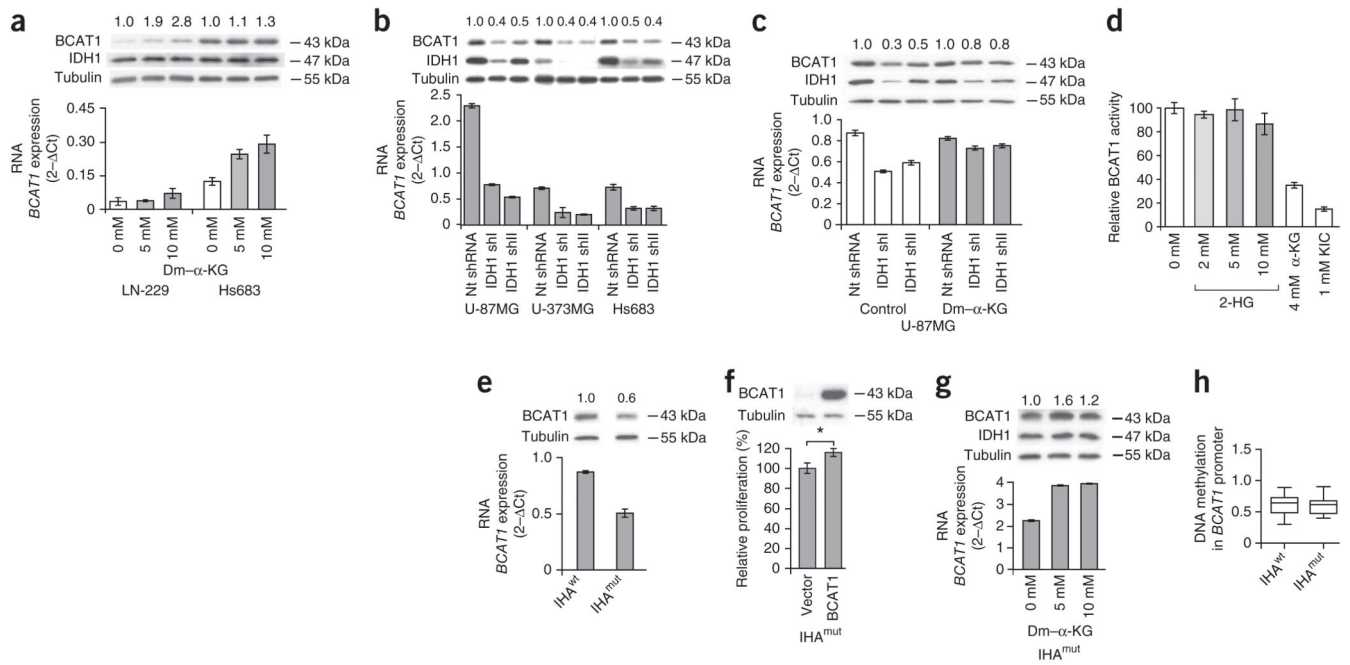 a
1.0 1.9 2.8 1.0 1.1 1.3
BCAT1
43 kDa
IDH1
47 kDa
Tubulin
55 kDa
RNA
BCAT1 expression
(2–ΔCt)
0.45
0.30
0.15
0
0 mM
5 mM
10 mM
0 mM
5 mM
10 mM
Dm–α-KG
LN-229
Hs683
b
1.0 0.4 0.5 1.0 0.4 0.4 1.0 0.5 0.4
BCAT1
43 kDa
IDH1
47 kDa
Tubulin
55 kDa
RNA
BCAT1 expression
(2–ΔCt)
2.5
2.0
1.5
1.0
0.5
0
Nt shRNA
IDH1 shI
IDH1 shII
Nt shRNA
IDH1 shI
IDH1 shII
Nt shRNA
IDH1 shI
IDH1 shII
U-87MG
U-373MG
Hs683
c
1.0 0.3 0.5 1.0 0.8 0.8
BCAT1
43 kDa
IDH1
47 kDa
Tubulin
55 kDa
RNA
BCAT1 expression
(2–ΔCt)
1.0
0.8
0.6
0.4
0.2
0
Nt shRNA
IDH1 shI
IDH1 shII
Nt shRNA
IDH1 shI
IDH1 shII
Control
Dm–α-KG
U-87MG
d
Relative BCAT1 activity
100
80
60
40
20
0
0 mM
2 mM
5 mM
10 mM
4 mM α-KG
1 mM KIC
2-HG
e
1.0 0.6
BCAT1
43 kDa
Tubulin
55 kDa
RNA
BCAT1 expression
(2–ΔCt)
1.0
0.5
0
IHAwt
IHAmut
f
BCAT1
43 kDa
Tubulin
55 kDa
*
Relative proliferation (%)
120
100
80
60
40
20
0
Vector
BCAT1
IHAmut
g
1.0 1.6 1.2
BCAT1
43 kDa
IDH1
47 kDa
Tubulin
55 kDa
RNA
BCAT1 expression
(2–ΔCt)
4
3
2
1
0
0 mM
5 mM
10 mM
Dm–α-KG
IHAmut
h
DNA methylation
in BCAT1 promoter
1.5
1.0
0.5
0
IHAwt
IHAmut